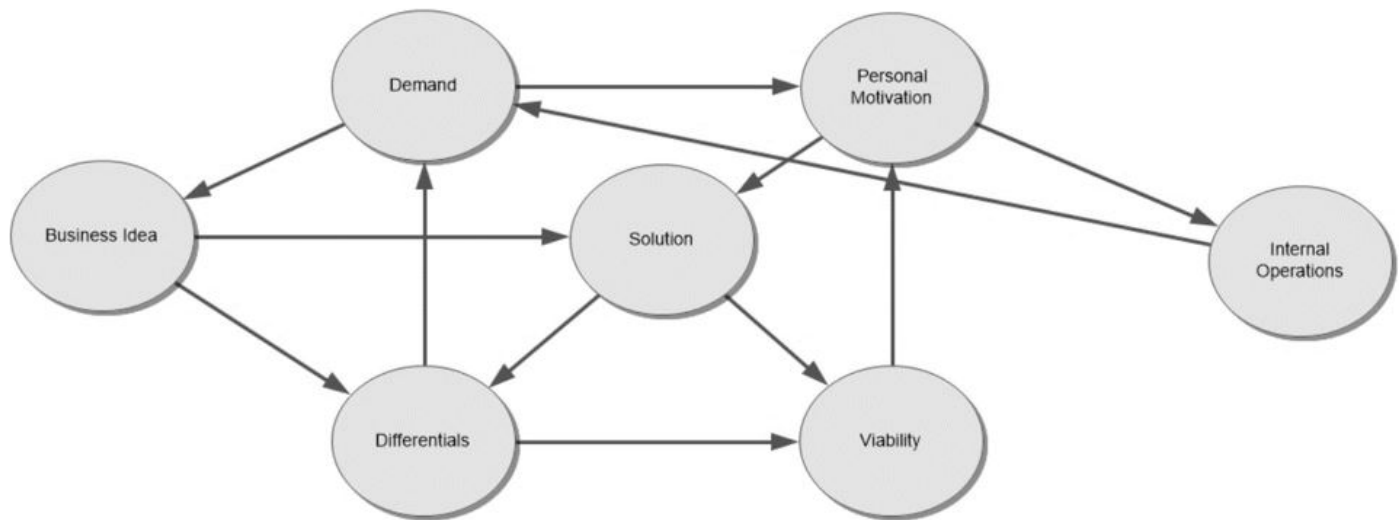 Demand
Personal
Motivation
Business Idea
Solution
Internal
Operations
Differentials
Viability